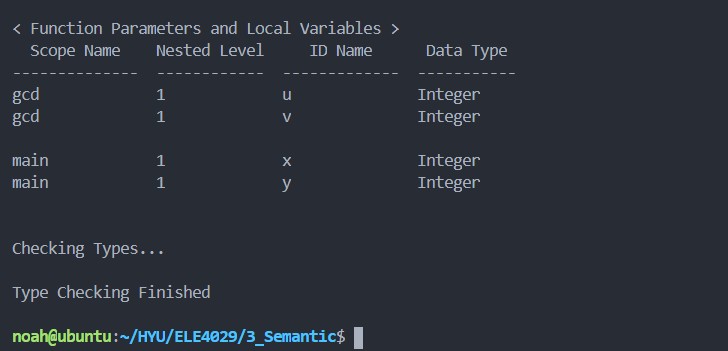 < Function Parameters and Local Variables >
  Scope Name    Nested Level     ID Name      Data Type
--------------  ------------  -------------  -----------
gcd             1             u              Integer
gcd             1             v              Integer

main            1             x              Integer
main            1             y              Integer


Checking Types...

Type Checking Finished

noah@ubuntu:~/HYU/ELE4029/3_Semantic$